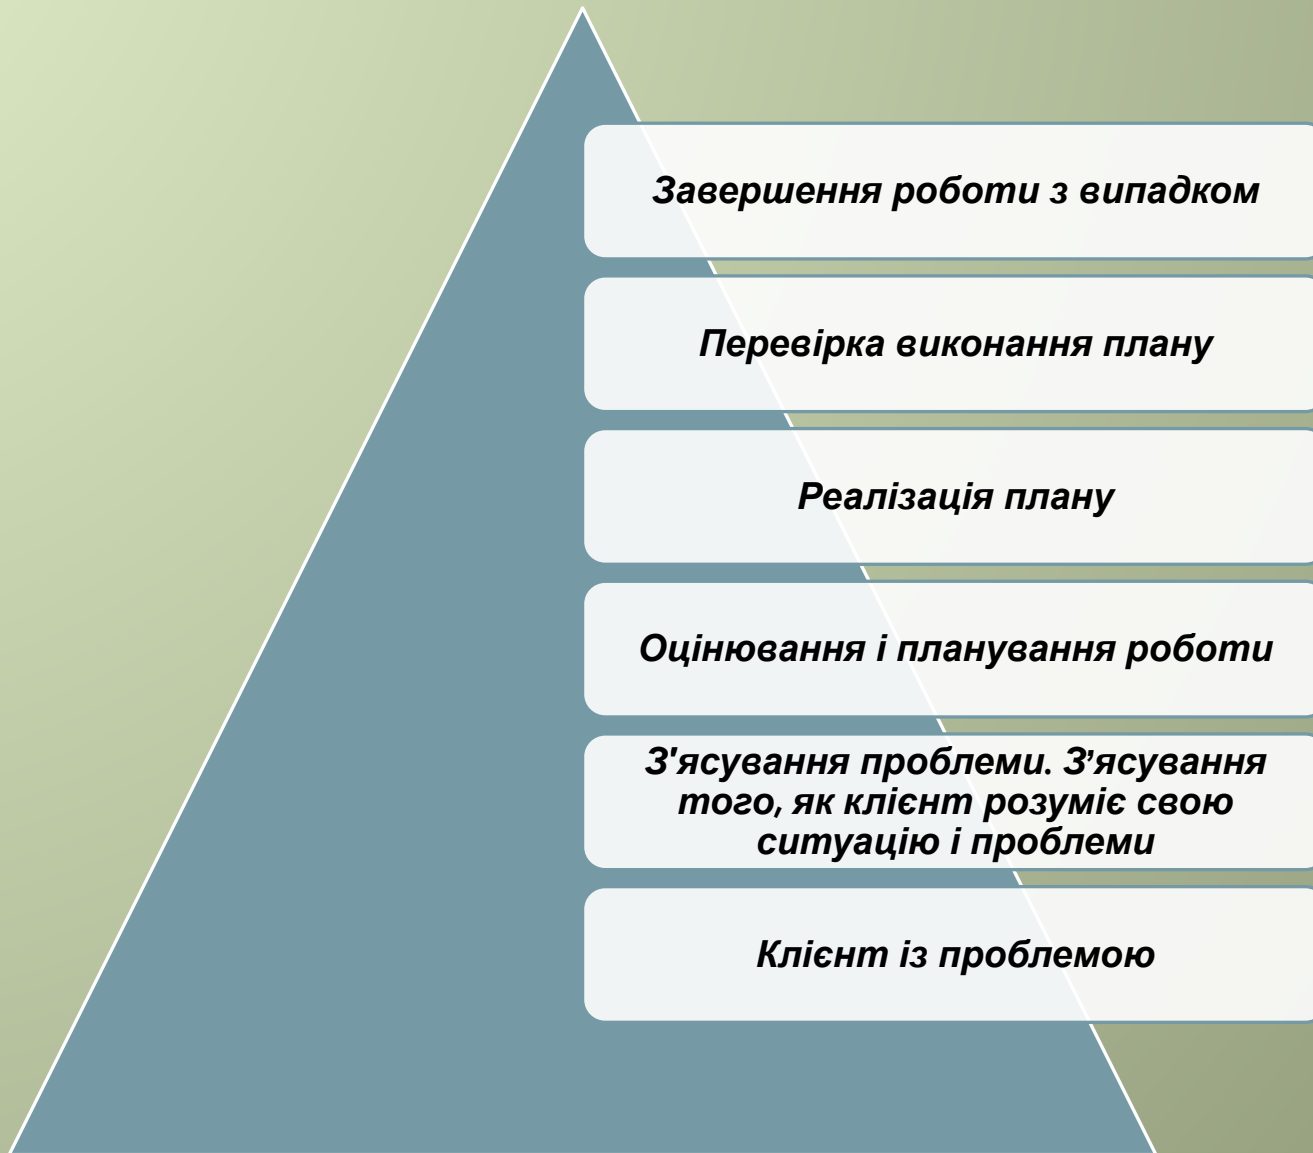 Завершення роботи з випадком
Перевірка виконання плану
Реалізація плану
Оцінювання і планування роботи
З'ясування проблеми. З’ясування
того, як клієнт розуміє свою
ситуацію і проблеми
Клієнт із проблемою